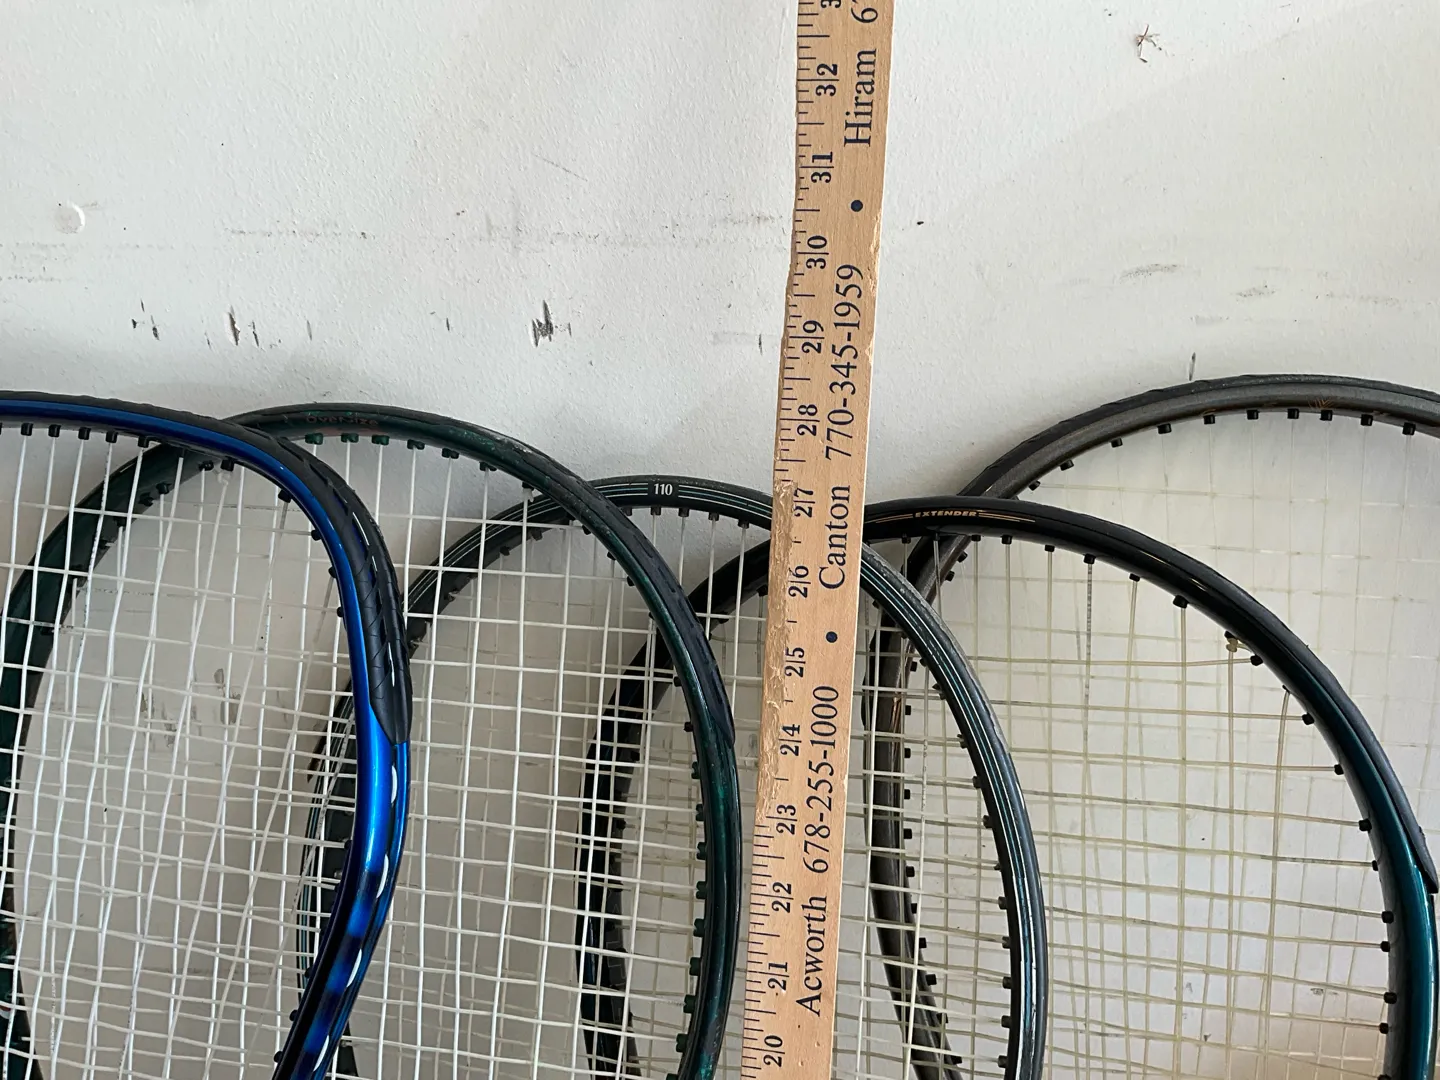 20 21 22 23 24 25 26 27 28 29 30 31 32
Acworth 678-255-1000 • Canton 770-345-1959 • Hiram
oversize
110
EXTENDER